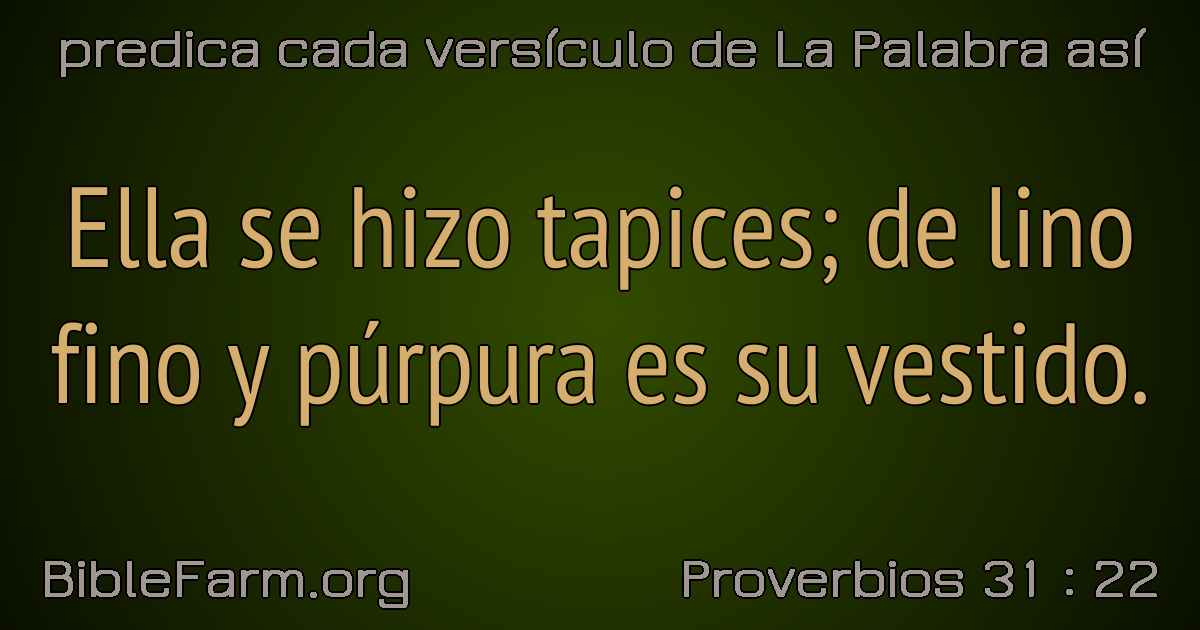 predica cada versículo de La Palabra así
Ella se hizo tapices; de lino
fino y púrpura es su vestido.
BibleFarm.org
Proverbios 31 : 22